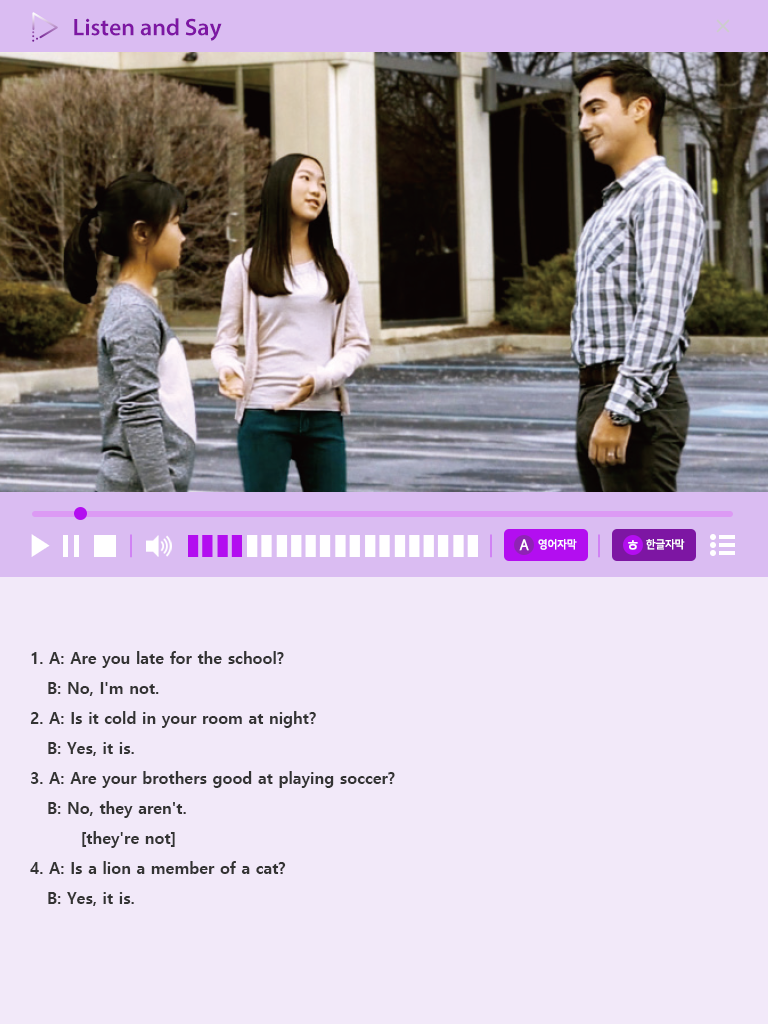 Listen and Say
A 영어자막
ㅎ 한글자막
1. A: Are you late for the school?
B: No, I'm not.
2. A: Is it cold in your room at night?
B: Yes, it is.
3. A: Are your brothers good at playing soccer?
B: No, they aren't.
[they're not]
4. A: Is a lion a member of a cat?
B: Yes, it is.